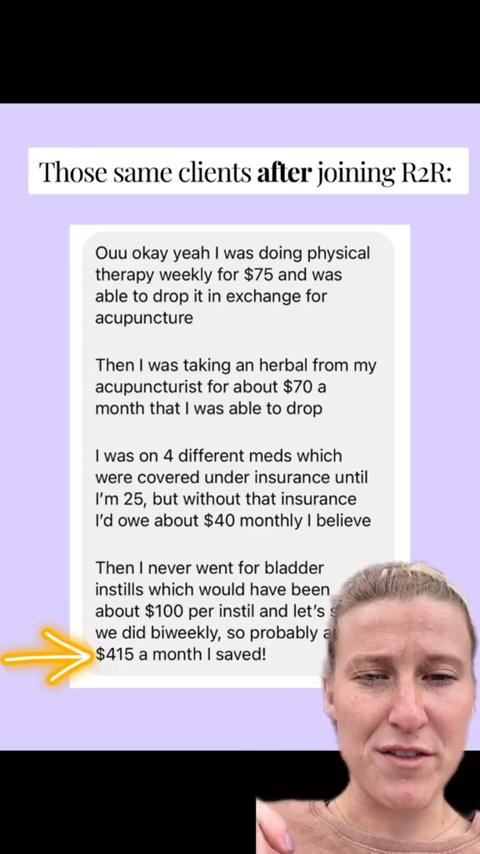 Those same clients after joining R2R:
Ouu okay yeah I was doing physical
therapy weekly for $75 and was
able to drop it in exchange for
acupuncture
Then I was taking an herbal from my
acupuncturist for about $70 a
month that I was able to drop
I was on 4 different meds which
were covered under insurance until
I'm 25, but without that insurance
I'd owe about $40 monthly I believe
Then I never went for bladder
instills which would have been
about $100 per instil and let's
we did biweekly, so probably
$415 a month I saved!